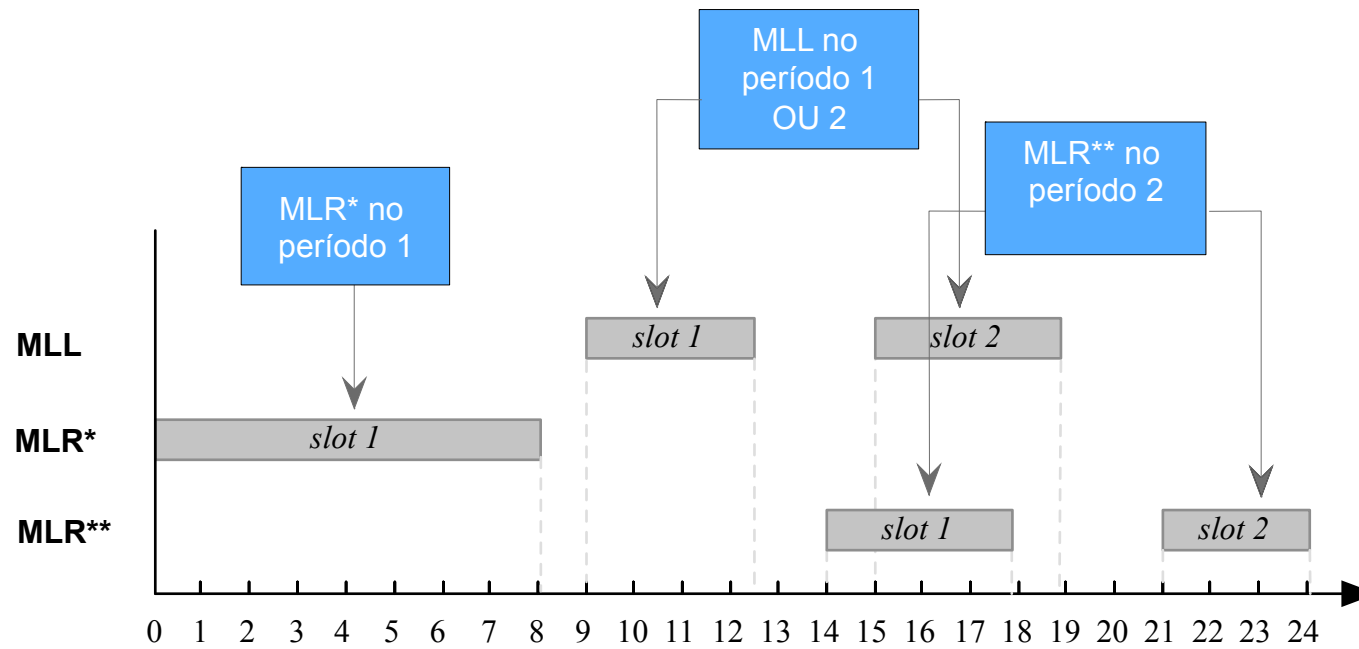 MLL no
período 1
OU 2
MLR** no
período 2
MLR* no
período 1
MLL
slot 1
slot 2
MLR*
slot 1
MLR**
slot 1
slot 2
0 1 2 3 4 5 6 7 8 9 10 11 12 13 14 15 16 17 18 19 20 21 22 23 24